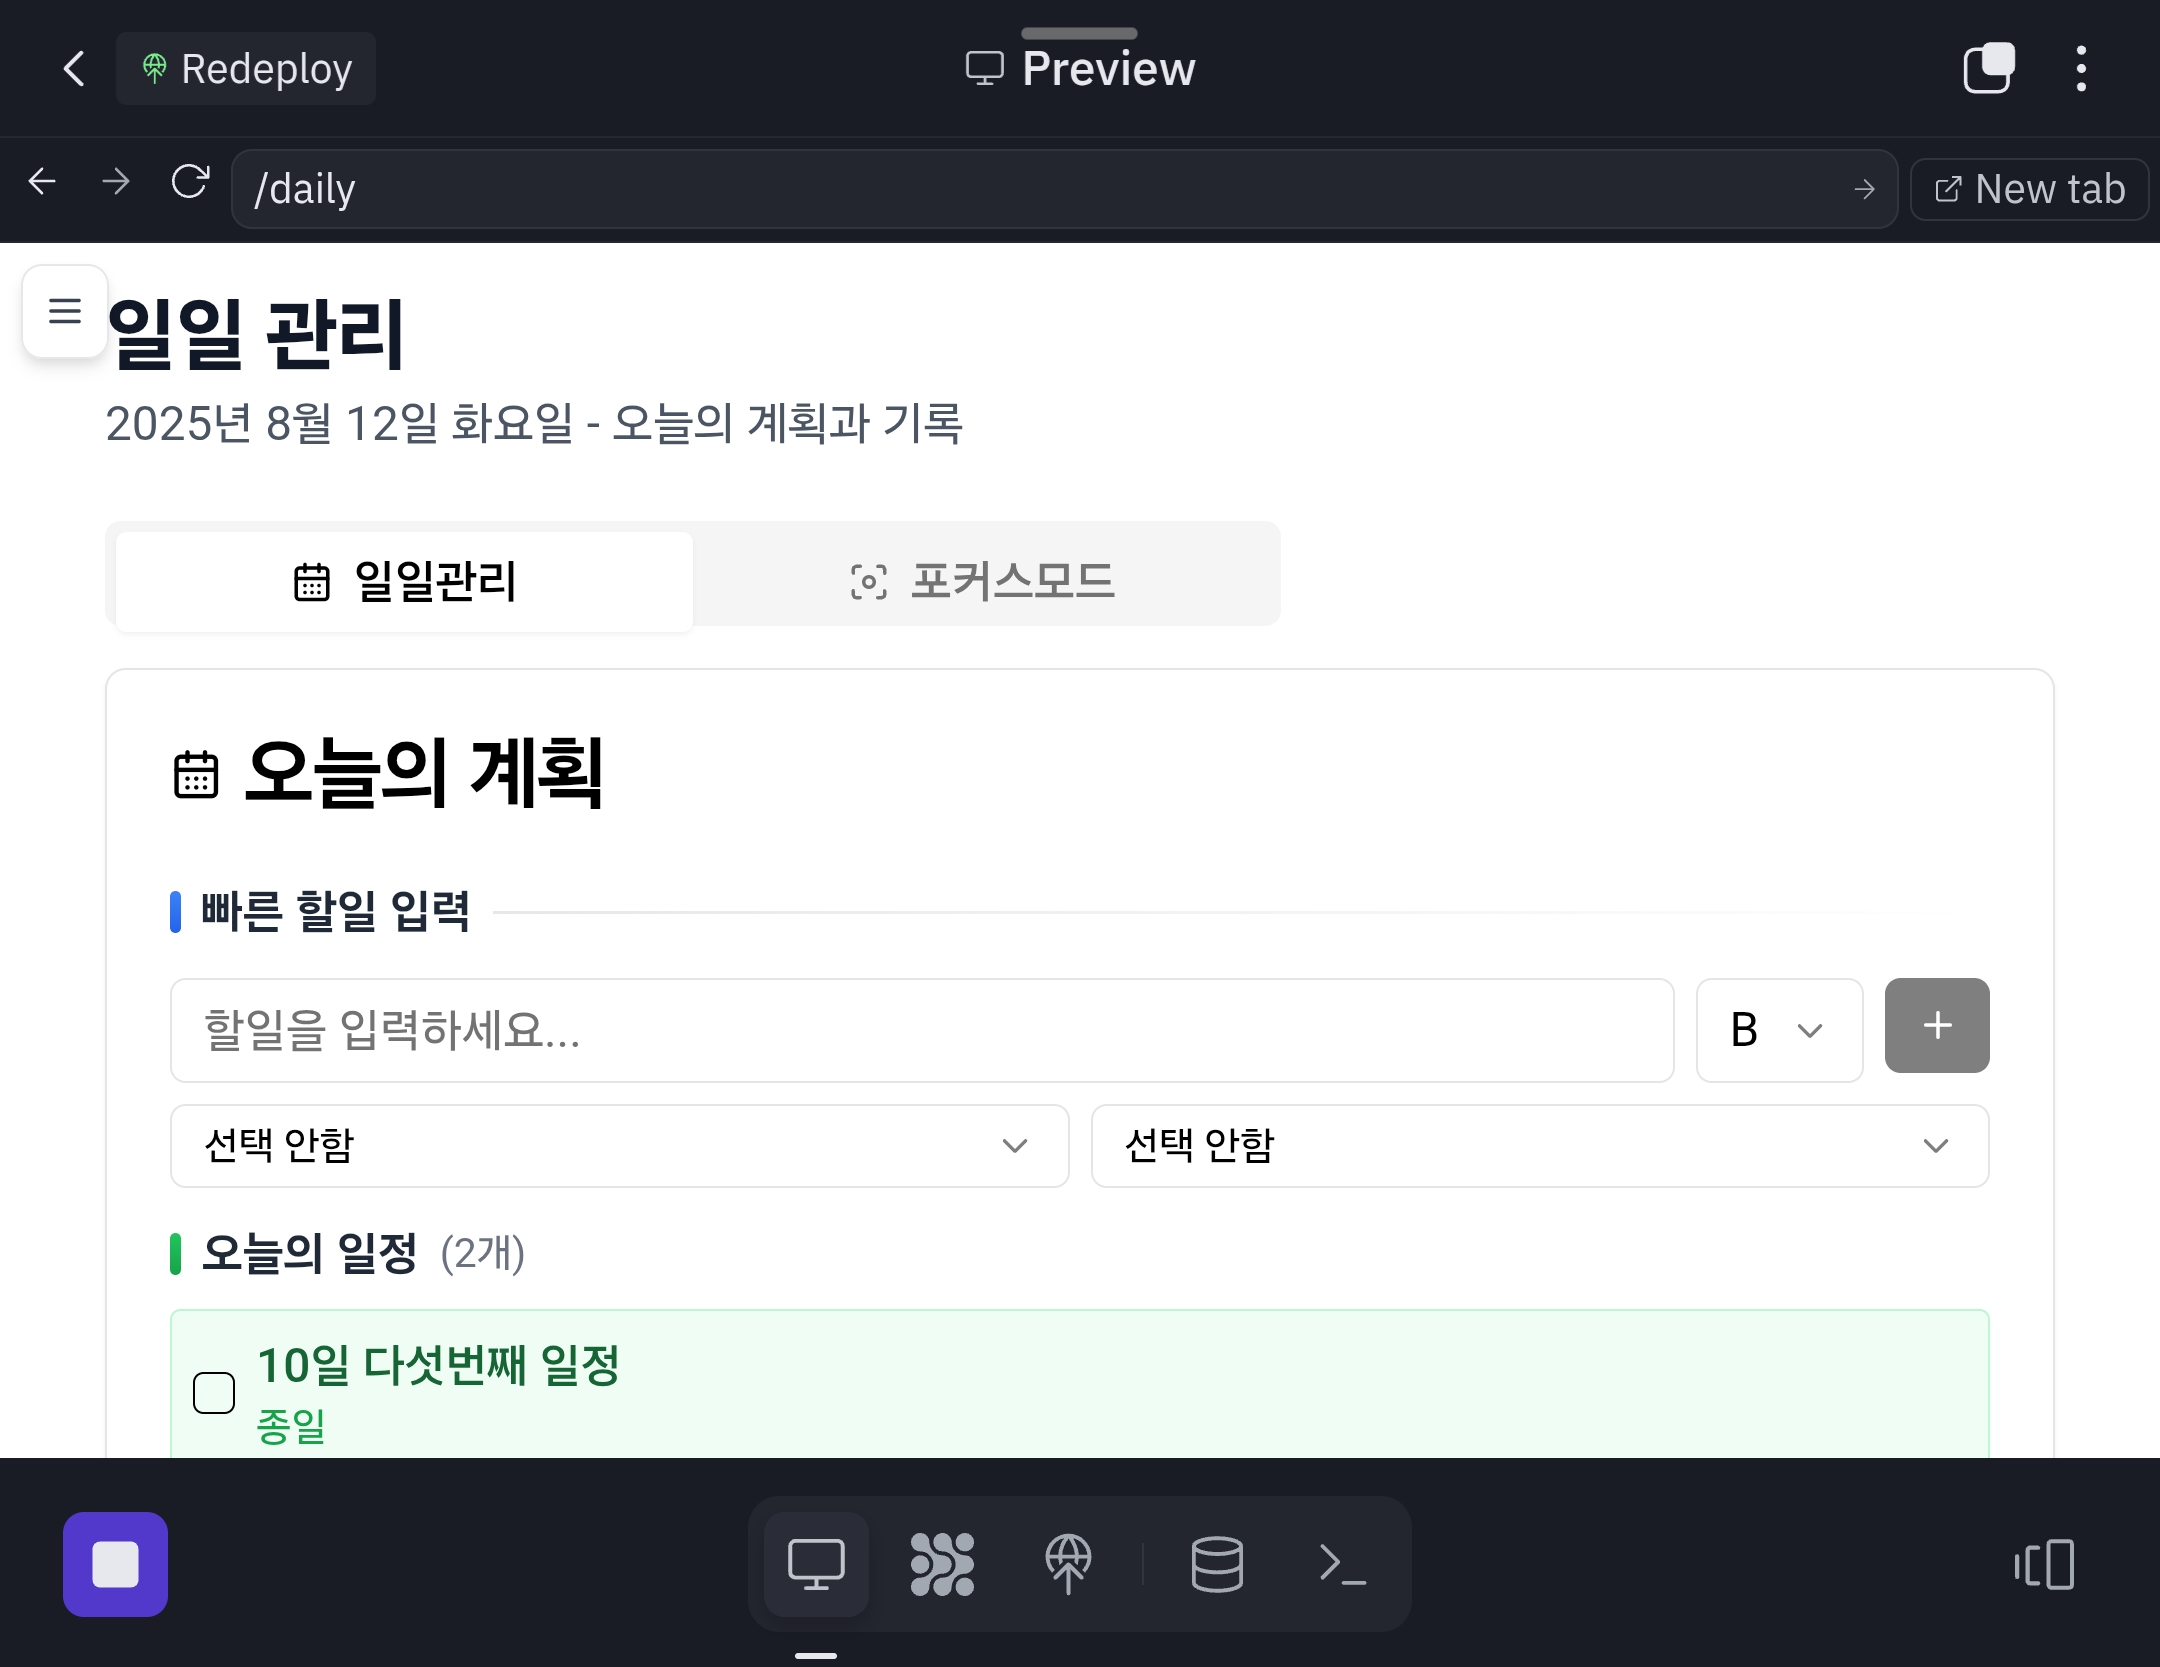 Redeploy
Preview
/daily
New tab
일일 관리
2025년 8월 12일 화요일 - 오늘의 계획과 기록
일일관리
포커스모드
오늘의 계획
빠른 할일 입력
할일을 입력하세요...
B
선택 안함
선택 안함
오늘의 일정 (2개)
10일 다섯번째 일정
종일